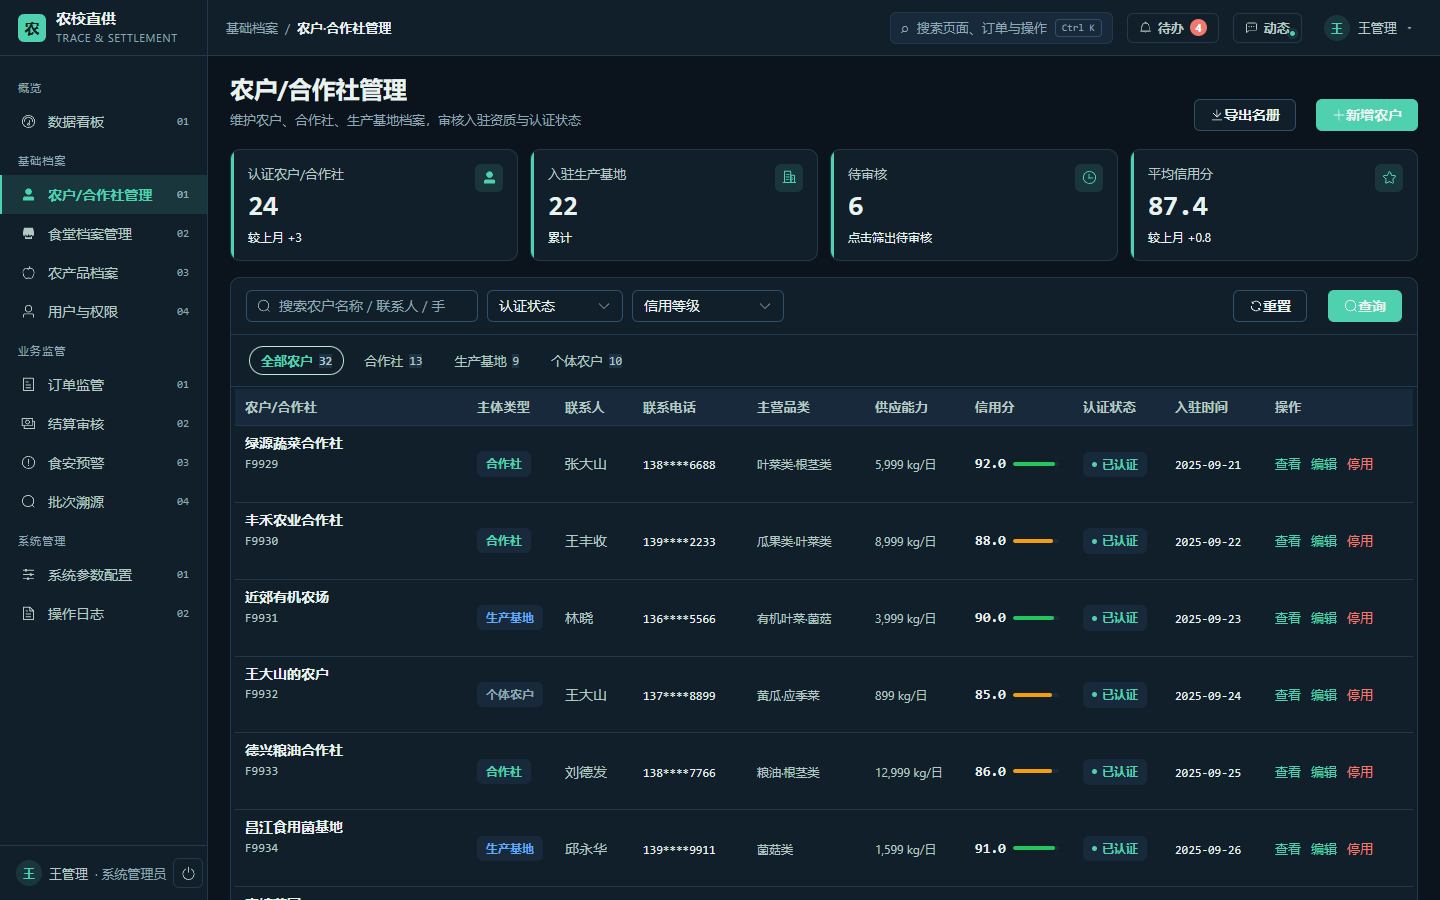 农 农校直供
TRACE & SETTLEMENT
概览
数据看板 01
基础档案
农户/合作社管理 01
食堂档案管理 02
农产品档案 03
用户与权限 04
业务监管
订单监管 01
结算审核 02
食安预警 03
批次溯源 04
系统管理
系统参数配置 01
操作日志 02
王 王管理 · 系统管理员
基础档案 / 农户·合作社管理
搜索页面、订单与操作 Ctrl K
待办 4
动态
王 王管理
农户/合作社管理
维护农户、合作社、生产基地档案，审核入驻资质与认证状态
导出名册
新增农户
认证农户/合作社
24
较上月 +3
入驻生产基地
22
累计
待审核
6
点击筛出待审核
平均信用分
87.4
较上月 +0.8
搜索农户名称 / 联系人 / 手
认证状态
信用等级
重置
查询
全部农户 32 合作社 13 生产基地 9 个体农户 10
农户/合作社 主体类型 联系人 联系电话 主营品类 供应能力 信用分 认证状态 入驻时间 操作
绿源蔬菜合作社
F9929 合作社 张大山 138****6688 叶菜类·根茎类 5,999 kg/日 92.0 已认证 2025-09-21 查看 编辑 停用
丰禾农业合作社
F9930 合作社 王丰收 139****2233 瓜果类·叶菜类 8,999 kg/日 88.0 已认证 2025-09-22 查看 编辑 停用
近郊有机农场
F9931 生产基地 林晓 136****5566 有机叶菜·菌菇 3,999 kg/日 90.0 已认证 2025-09-23 查看 编辑 停用
王大山的农户
F9932 个体农户 王大山 137****8899 黄瓜·应季菜 899 kg/日 85.0 已认证 2025-09-24 查看 编辑 停用
德兴粮油合作社
F9933 合作社 刘德发 138****7766 粮油·根茎类 12,999 kg/日 86.0 已认证 2025-09-25 查看 编辑 停用
昌江食用菌基地
F9934 生产基地 邱永华 139****9911 菌菇类 1,599 kg/日 91.0 已认证 2025-09-26 查看 编辑 停用